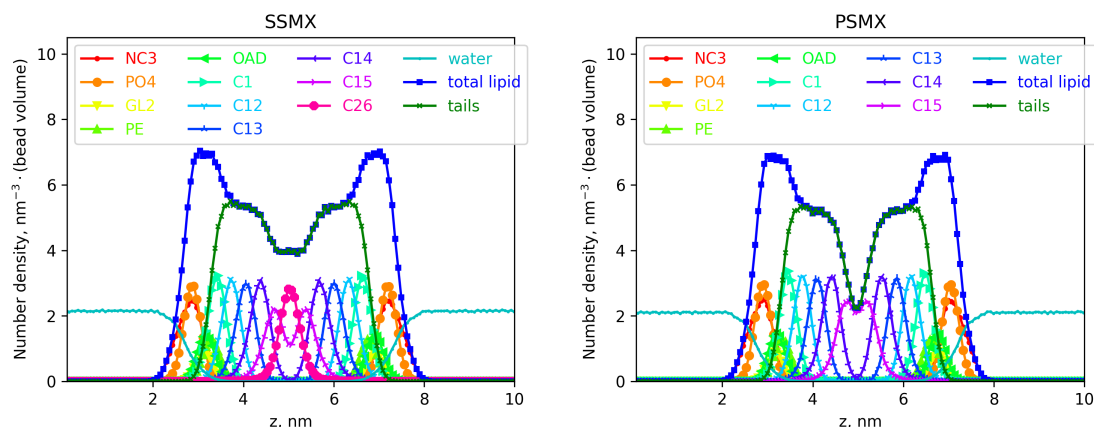 SSMX
Number density, nm⁻³ · (bead volume)
10
8
6
4
2
0
NC3
PO4
GL2
PE
OAD
C1
C12
C13
C14
C15
C26
water
total lipid
tails
2
4
6
8
10
z, nm
PSMX
Number density, nm⁻³ · (bead volume)
10
8
6
4
2
0
NC3
PO4
GL2
PE
OAD
C1
C12
C13
C14
C15
water
total lipid
tails
2
4
6
8
10
z, nm